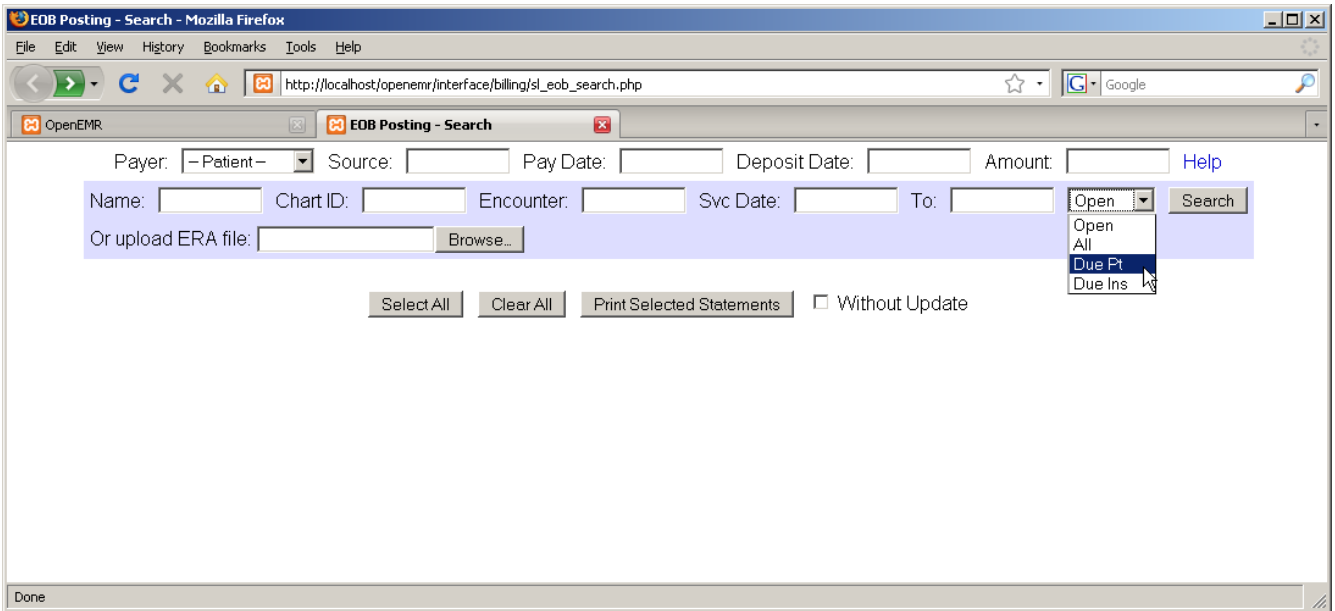 EOB Posting - Search - Mozilla Firefox
File Edit View History Bookmarks Tools Help
http://localhost/openemr/interface/billing/sl_eob_search.php G Google
OpenEMR EOB Posting - Search
Payer: -- Patient -- Source: Pay Date: Deposit Date: Amount: Help
Name: Chart ID: Encounter: Svc Date: To: Open Search
Open
Or upload ERA file: Browse...
All
Due Pt
Due Ins
Select All Clear All Print Selected Statements Without Update
Done